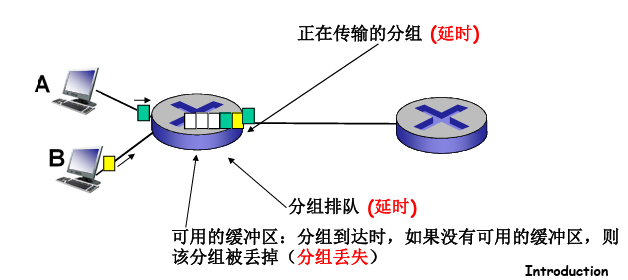 正在传输的分组 (延时)
A
B
分组排队 (延时)
可用的缓冲区：分组到达时，如果没有可用的缓冲区，则
该分组被丢掉（分组丢失）
Introduction